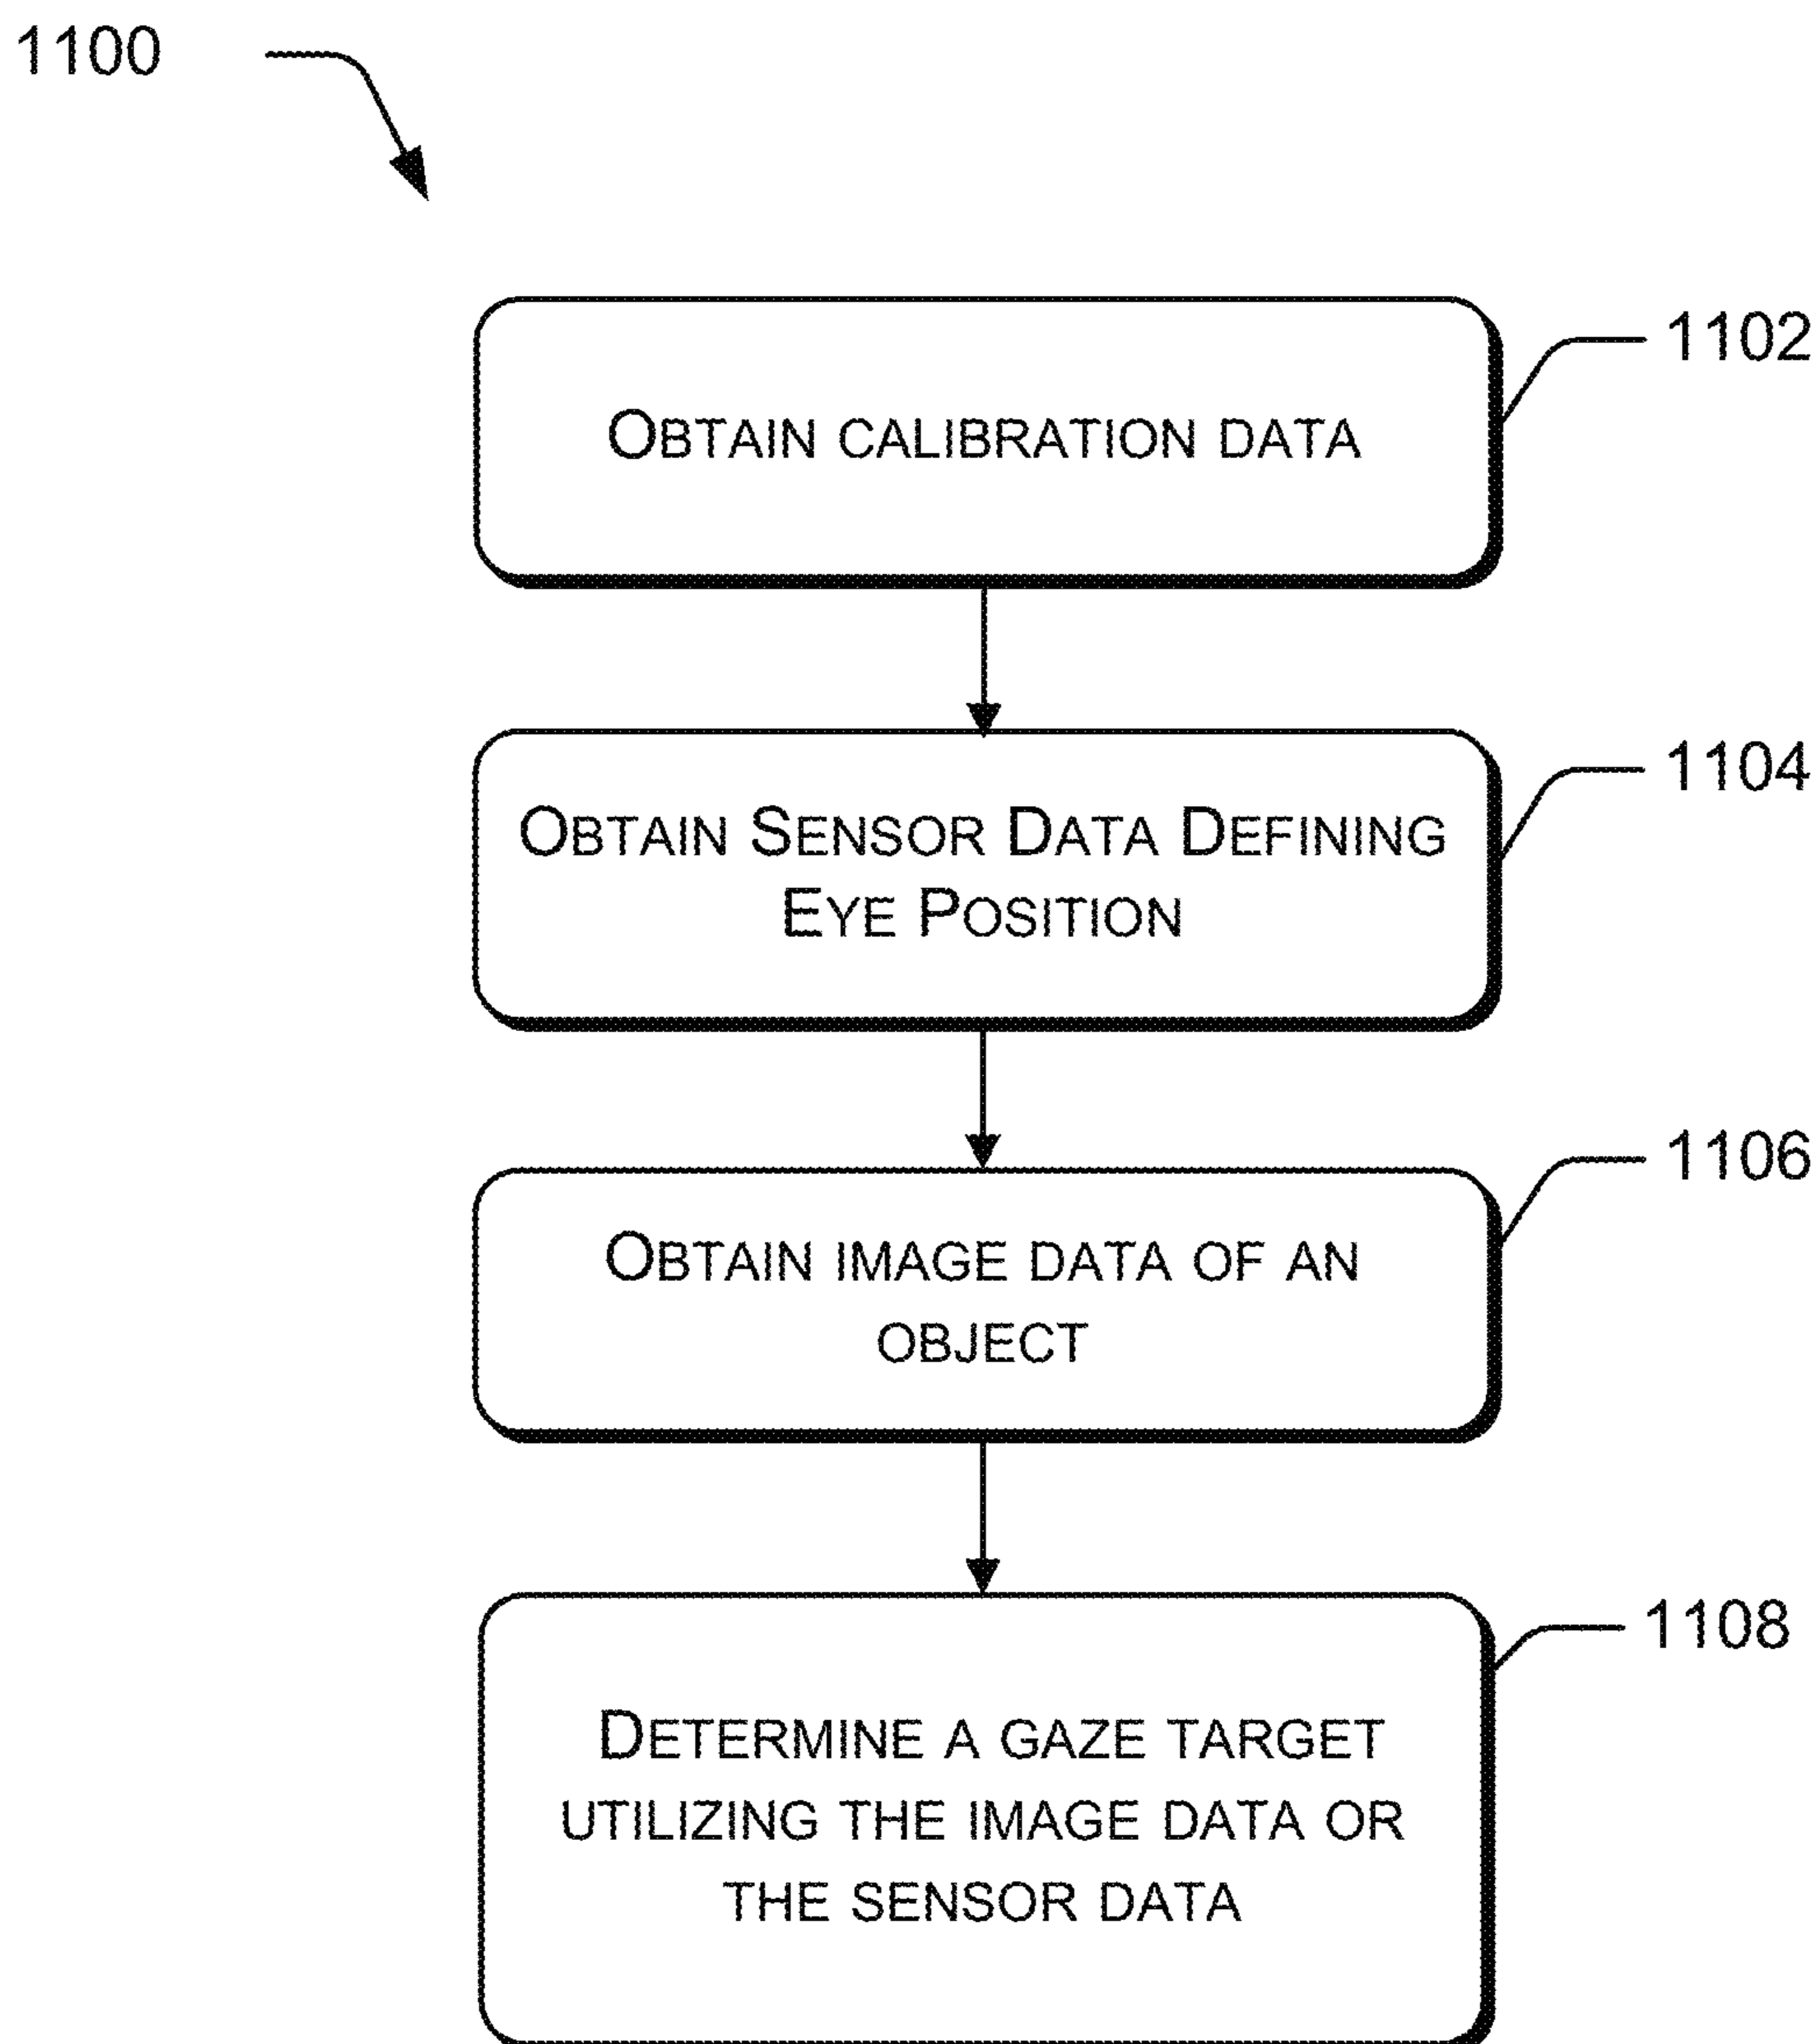 1100
1102
OBTAIN CALIBRATION DATA
1104
OBTAIN SENSOR DATA DEFINING
EYE POSITION
1106
OBTAIN IMAGE DATA OF AN
OBJECT
1108
DETERMINE A GAZE TARGET
UTILIZING THE IMAGE DATA OR
THE SENSOR DATA